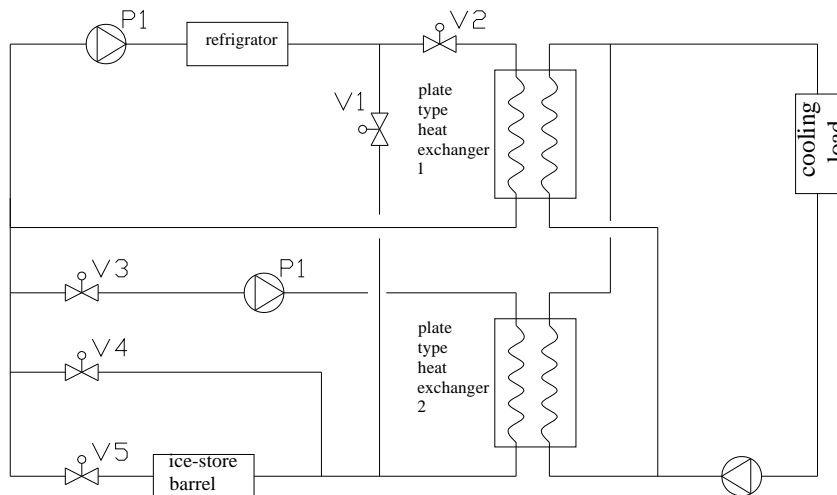 P1
refrigrator
V2
plate
type
heat
exchanger
1
V1
cooling
load
V3
P1
V4
plate
type
heat
exchanger
2
V5
ice-store
barrel